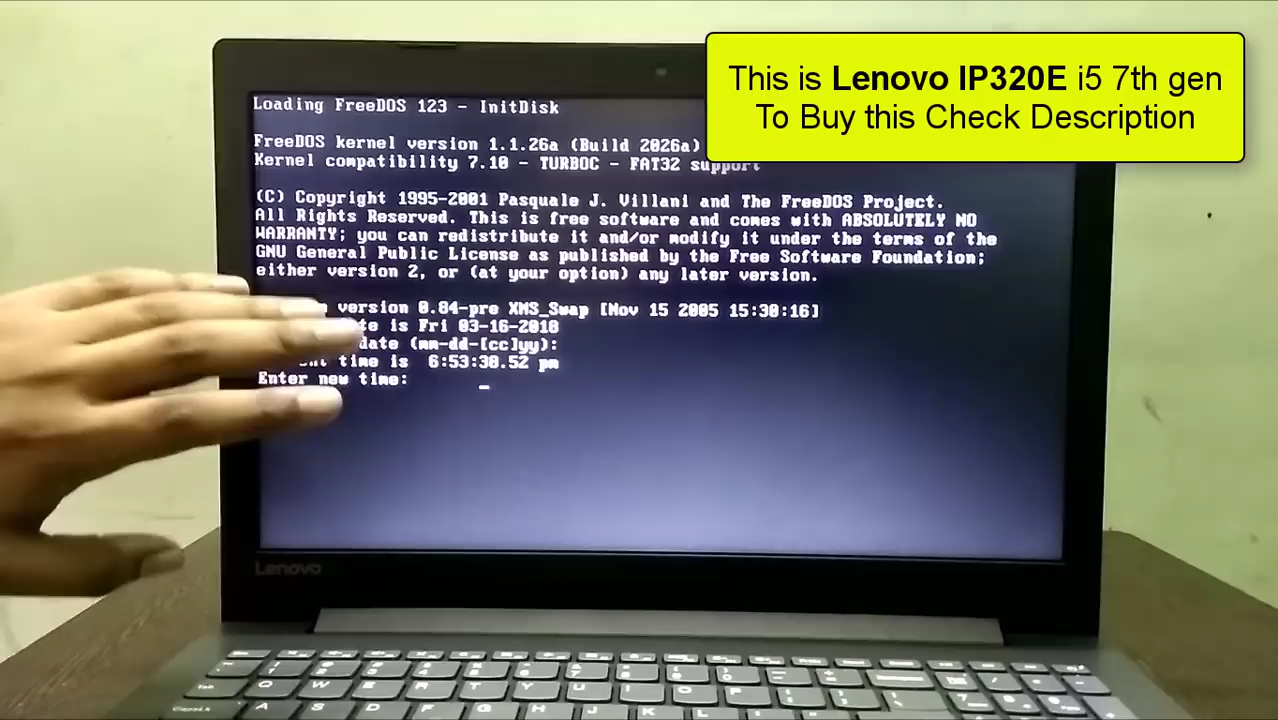 This is Lenovo IP320E i5 7th gen
To Buy this Check Description
Loading FreeDOS 123 - InitDisk
FreeDOS kernel version 1.1.26a (Build 2026a)
Kernel compatibility 7.10 - TURBOC - FAT32 support
(C) Copyright 1995-2001 Pasquale J. Villani and The FreeDOS Project.
All Rights Reserved. This is free software and comes with ABSOLUTELY NO
WARRANTY; you can redistribute it and/or modify it under the terms of the
GNU General Public License as published by the Free Software Foundation;
either version 2, or (at your option) any later version.
version 0.84-pre XMS_Swap [Nov 15 2005 15:30:16]
is Fri 03-16-2018
date (mm-dd-[cc]yy):
time is 6:53:38.52 pm
Enter new time: _
Lenovo
Q W E R T Y U I O P
Tab
A S D F G H J K L